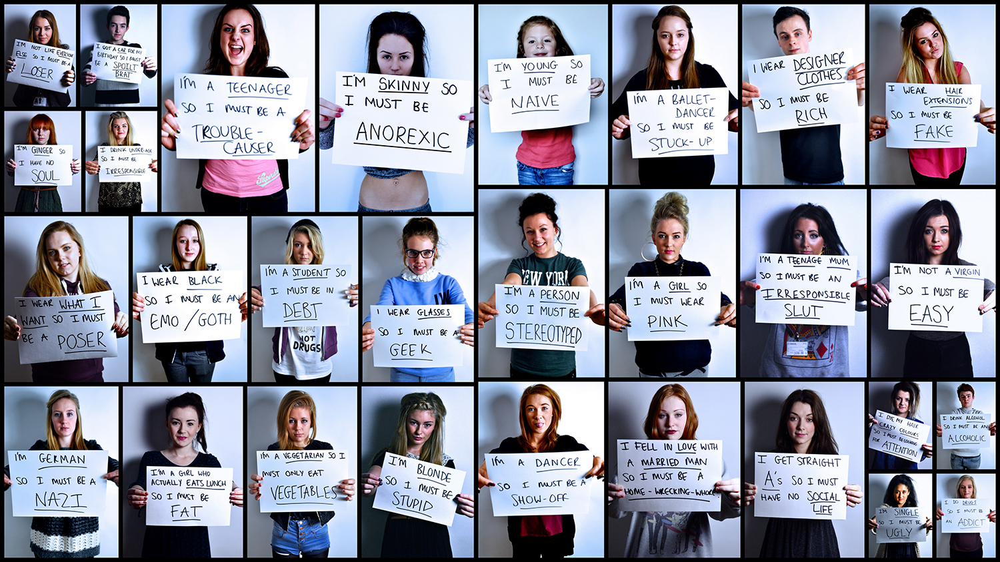 I'M NOT LIKE EVERYONE
ELSE SO I MUST BE A
LOSER
I GOT A CAR FOR MY
BIRTHDAY SO I MUST
BE A SPOILT
BRAT
I'M A TEENAGER
SO I MUST BE A
TROUBLE-
CAUSER
I'M SKINNY SO
I MUST BE
ANOREXIC
I'M YOUNG SO
I MUST BE
NAIVE
I'M A BALLET-
DANCER
SO I MUST BE
STUCK-UP
I WEAR DESIGNER
CLOTHES
SO I MUST BE
RICH
I WEAR HAIR
EXTENSIONS
SO I MUST BE
FAKE
I'M GINGER SO
I HAVE NO
SOUL
I DRINK UNDER-AGE
SO I MUST BE
IRRESPONSIBLE
I WEAR WHAT I
WANT SO I MUST
BE A POSER
I WEAR BLACK
SO I MUST BE AN
EMO / GOTH
I'M A STUDENT SO
I MUST BE IN
DEBT
NOT
DRUGS
I WEAR GLASSES
SO I MUST BE A
GEEK
NEW YORK
I'M A PERSON
SO I MUST BE
STEREOTYPED
I'M A GIRL SO
I MUST WEAR
PINK
I'M A TEENAGE MUM
SO I MUST BE AN
IRRESPONSIBLE
SLUT
I'M NOT A VIRGIN
SO I MUST BE
EASY
I'M GERMAN
SO I MUST BE A
NAZI
I'M A GIRL WHO
ACTUALLY EATS LUNCH
SO I MUST BE
FAT
I'M A VEGETARIAN SO I
MUST ONLY EAT
VEGETABLES
I'M BLONDE
SO I MUST BE
STUPID
I'M A DANCER
SO I MUST BE A
SHOW-OFF
I FELL IN LOVE WITH
A MARRIED MAN
SO I MUST BE A
HOME-WRECKING-WHORE
I GET STRAIGHT
A's SO I MUST
HAVE NO SOCIAL
LIFE
I DYE MY HAIR
CRAZY COLOURS
SO I MUST BE LOOKING
FOR ATTENTION
I DRINK ALCOHOL
SO I MUST BE AN
ALCOHOLIC
I'M SINGLE
SO I MUST BE
UGLY
I DO DRUGS
SO I MUST BE
AN ADDICT